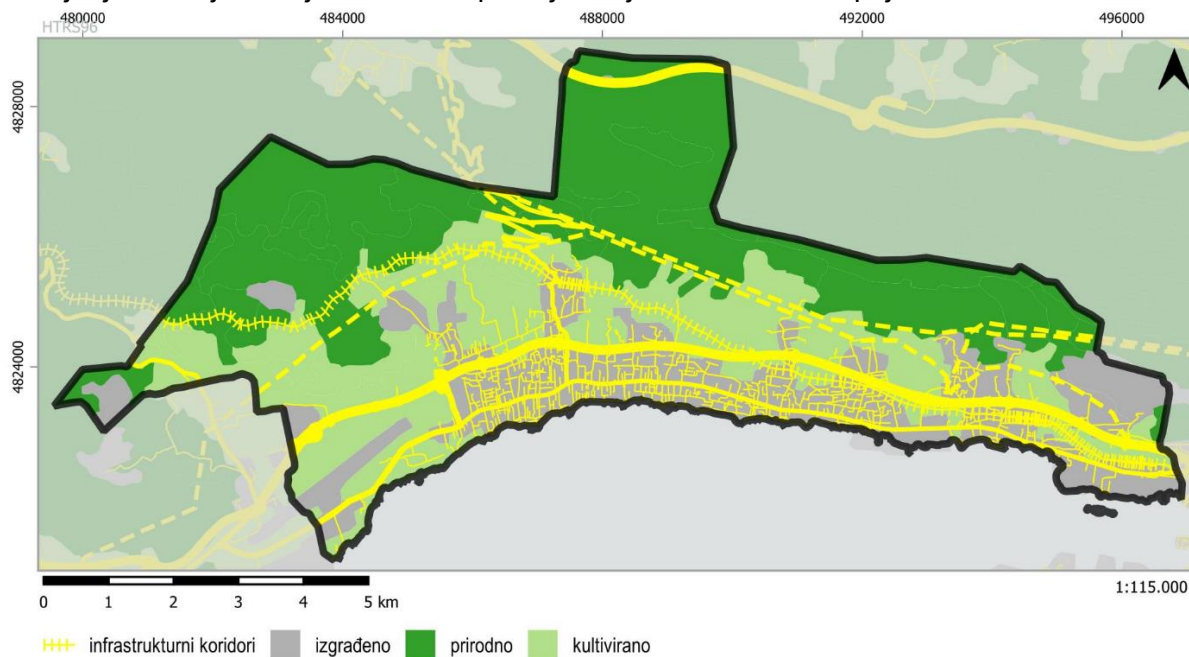 480000 484000 488000 492000 496000
HTRS96
4828000
4824000
0 1 2 3 4 5 km
1:115.000
infrastrukturni koridori izgrađeno prirodno kultivirano